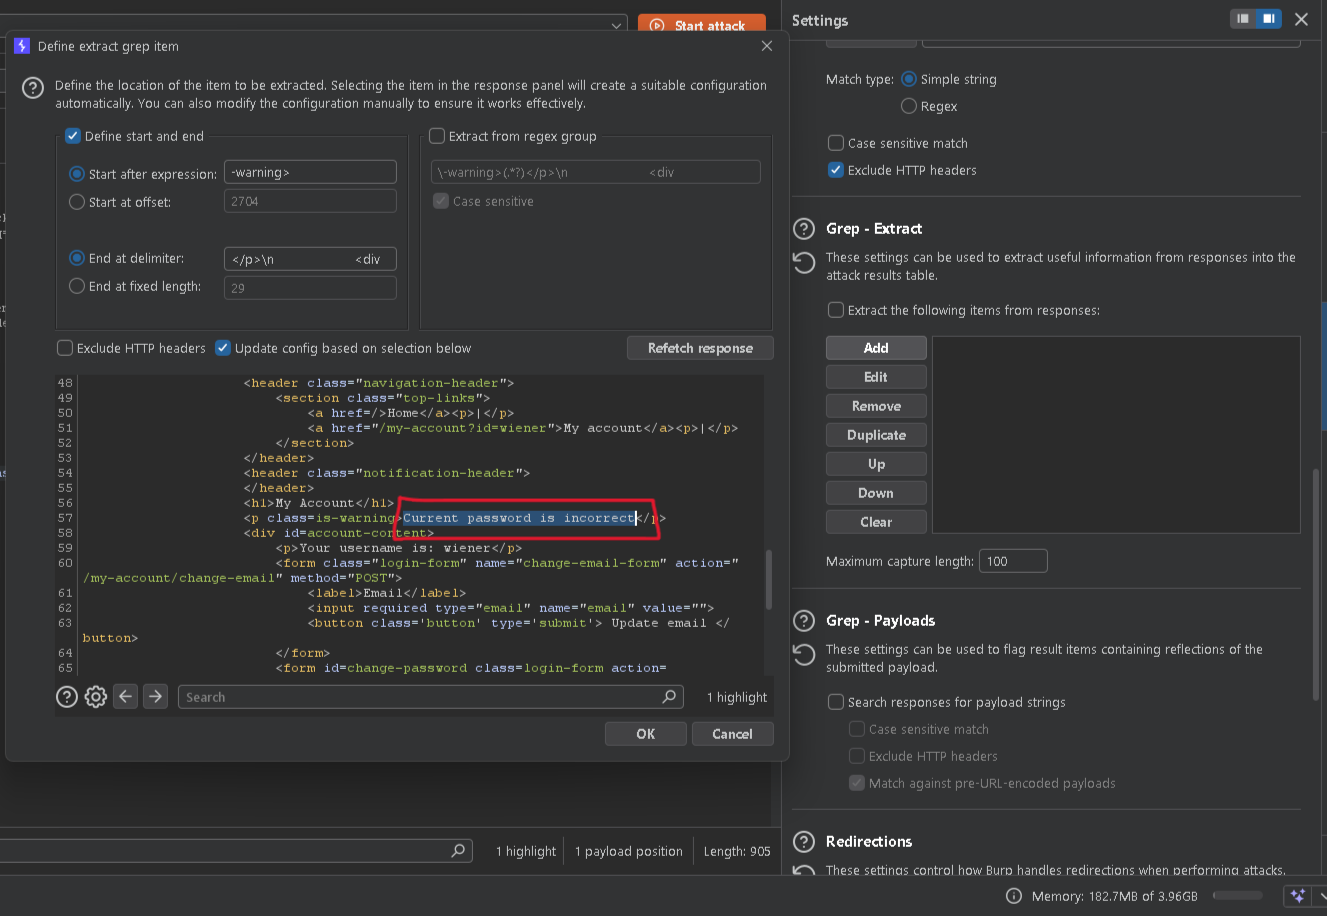 Start attack
Define extract grep item
Define the location of the item to be extracted. Selecting the item in the response panel will create a suitable configuration
automatically. You can also modify the configuration manually to ensure it works effectively.
Define start and end
Start after expression: -warning>
Start at offset: 2704
End at delimiter: </p>\n                <div
End at fixed length: 29
Extract from regex group
\-warning>(.*?)</p>\n                <div
Case sensitive
Exclude HTTP headers
Update config based on selection below
Refetch response
48 <header class="navigation-header">
49 <section class="top-links">
50 <a href=/>Home</a><p>|</p>
51 <a href="/my-account?id=wiener">My account</a><p>|</p>
52 </section>
53 </header>
54 <header class="notification-header">
55 </header>
56 <h1>My Account</h1>
57 <p class=is-warning>Current password is incorrect</p>
58 <div id=account-content>
59 <p>Your username is: wiener</p>
60 <form class="login-form" name="change-email-form" action="
/my-account/change-email" method="POST">
61 <label>Email</label>
62 <input required type="email" name="email" value="">
63 <button class='button' type='submit'> Update email </
button>
64 </form>
65 <form id=change-password class=login-form action=
Search
1 highlight
OK
Cancel
1 highlight
1 payload position
Length: 905
Settings
Match type: Simple string
Regex
Case sensitive match
Exclude HTTP headers
Grep - Extract
These settings can be used to extract useful information from responses into the
attack results table.
Extract the following items from responses:
Add
Edit
Remove
Duplicate
Up
Down
Clear
Maximum capture length: 100
Grep - Payloads
These settings can be used to flag result items containing reflections of the
submitted payload.
Search responses for payload strings
Case sensitive match
Exclude HTTP headers
Match against pre-URL-encoded payloads
Redirections
These settings control how Burp handles redirections when performing attacks.
Memory: 182.7MB of 3.96GB